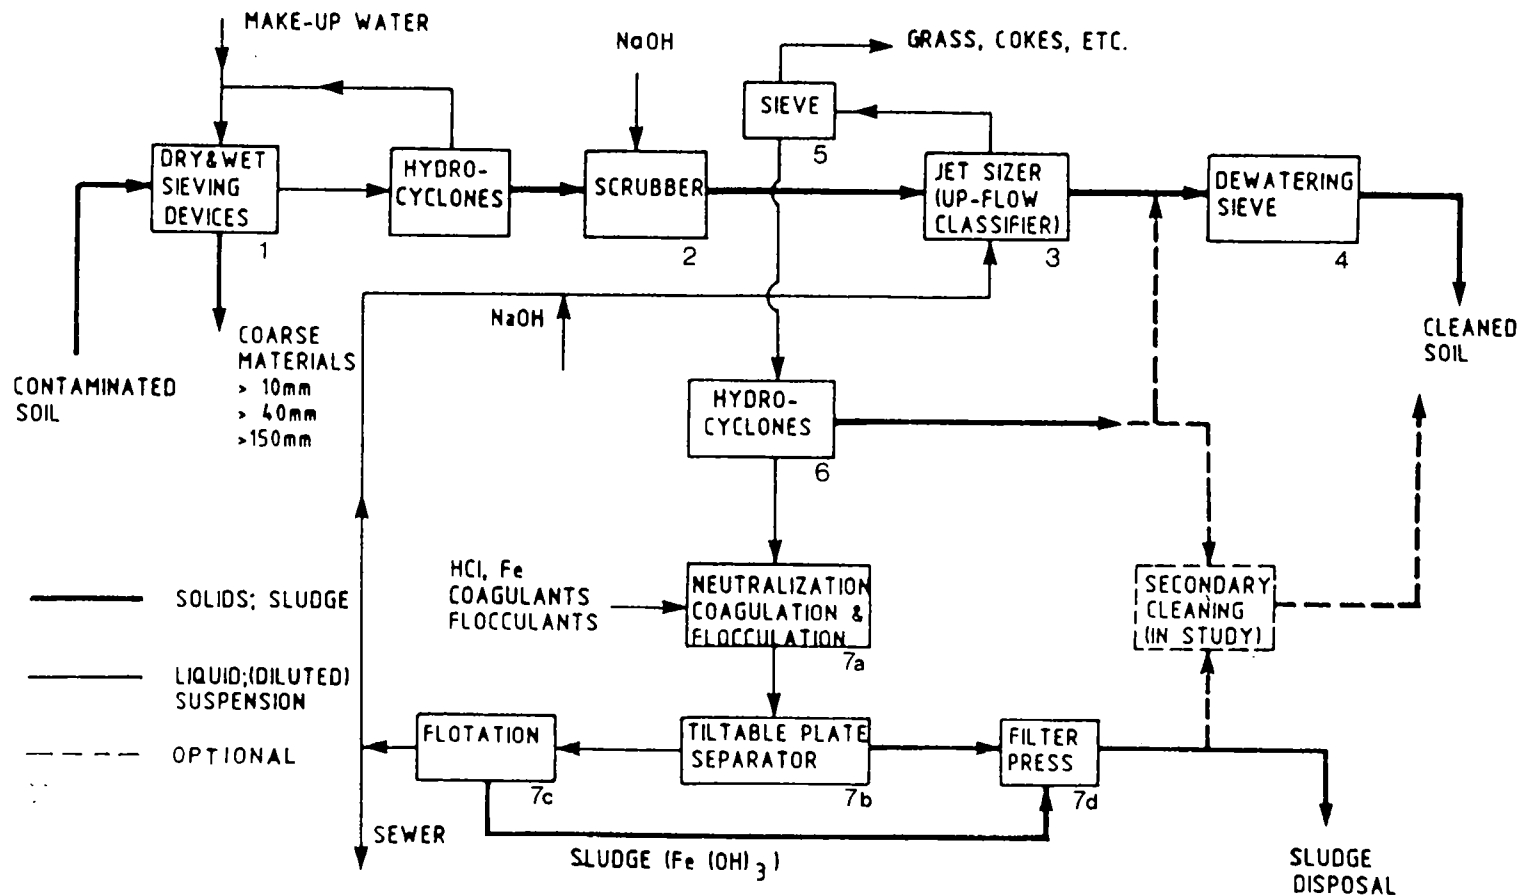 MAKE-UP WATER
NaOH
GRASS, COKES, ETC.
SIEVE
5
DRY&WET
SIEVING
DEVICES
1
HYDRO-
CYCLONES
SCRUBBER
2
JET SIZER
(UP-FLOW
CLASSIFIER)
3
DEWATERING
SIEVE
4
NaOH
COARSE
MATERIALS
> 10mm
> 40mm
>150mm
CONTAMINATED
SOIL
CLEANED
SOIL
HYDRO-
CYCLONES
6
HCl, Fe
COAGULANTS
FLOCCULANTS
NEUTRALIZATION
COAGULATION &
FLOCCULATION
7a
SECONDARY
CLEANING
(IN STUDY)
SOLIDS; SLUDGE
LIQUID;(DILUTED)
SUSPENSION
OPTIONAL
FLOTATION
7c
TILTABLE PLATE
SEPARATOR
7b
FILTER
PRESS
7d
SEWER
SLUDGE (Fe (OH)3)
SLUDGE
DISPOSAL